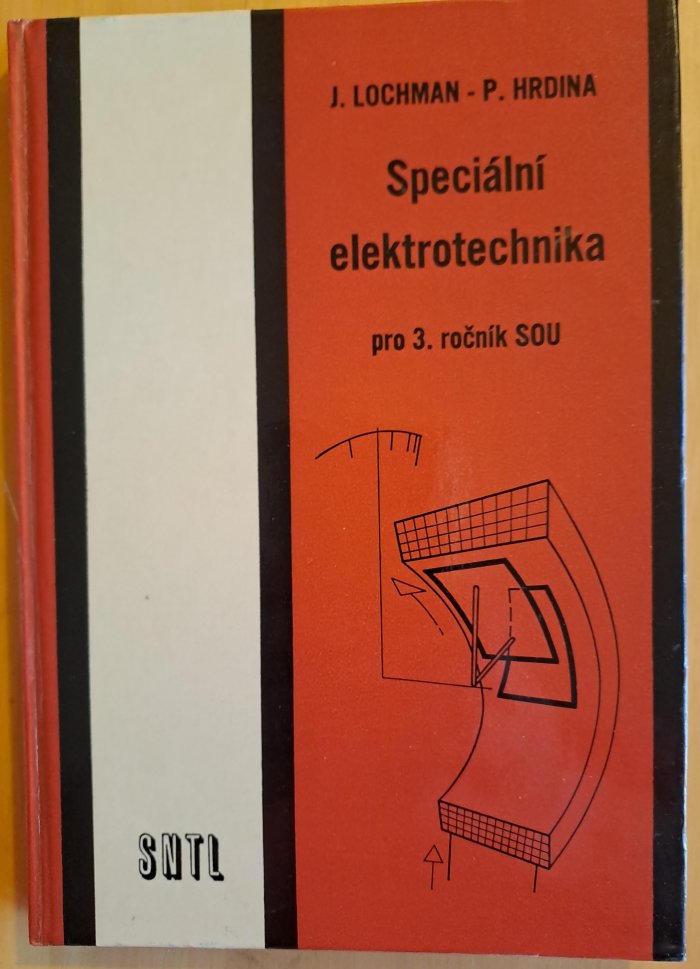 J. LOCHMAN - P. HRDINA
Speciální
elektrotechnika
pro 3. ročník SOU
SNTL